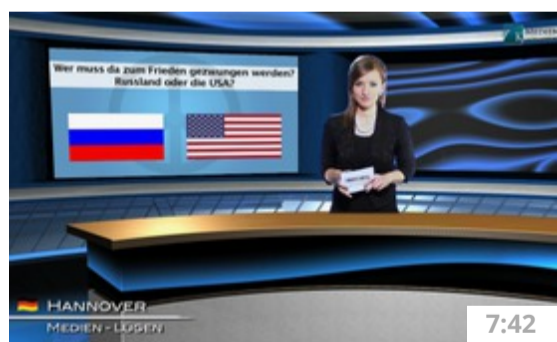 Wer muss da zum Frieden gezwungen werden?
Russland oder die USA?
HANNOVER
MEDIEN - LÜGEN
7:42